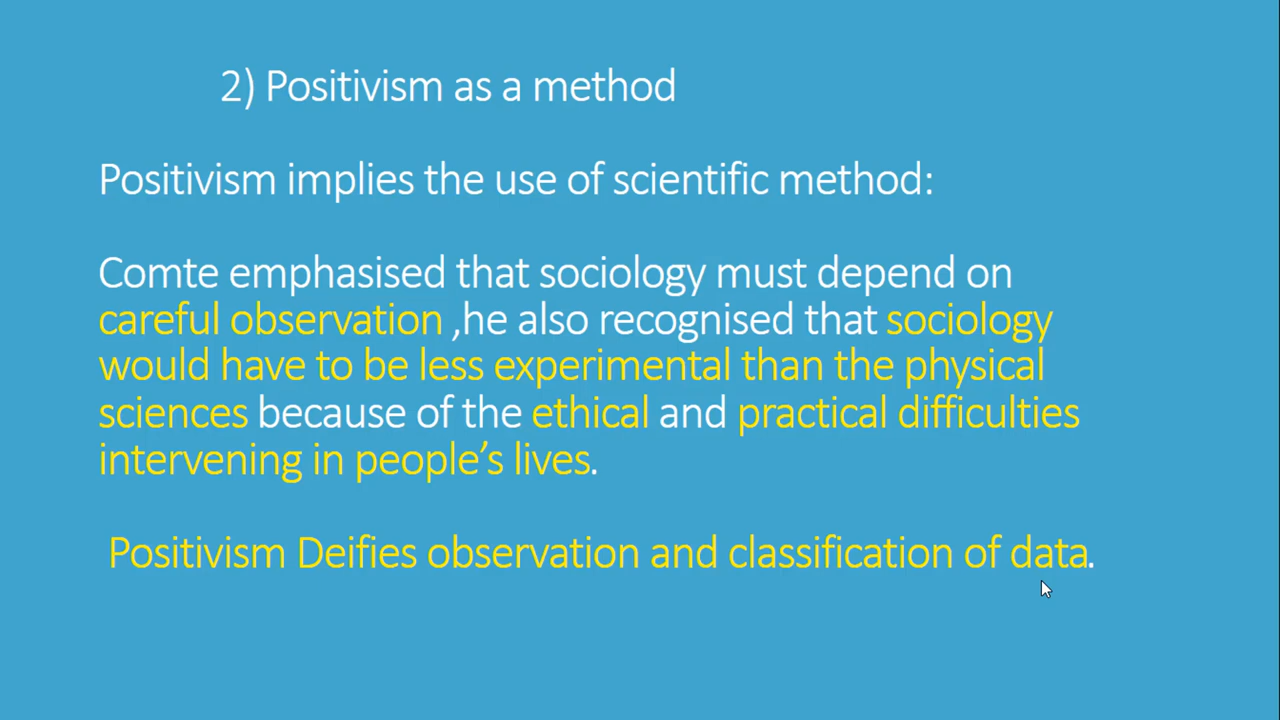 2) Positivism as a method
Positivism implies the use of scientific method:
Comte emphasised that sociology must depend on
careful observation ,he also recognised that sociology
would have to be less experimental than the physical
sciences because of the ethical and practical difficulties
intervening in people’s lives.
Positivism Deifies observation and classification of data.